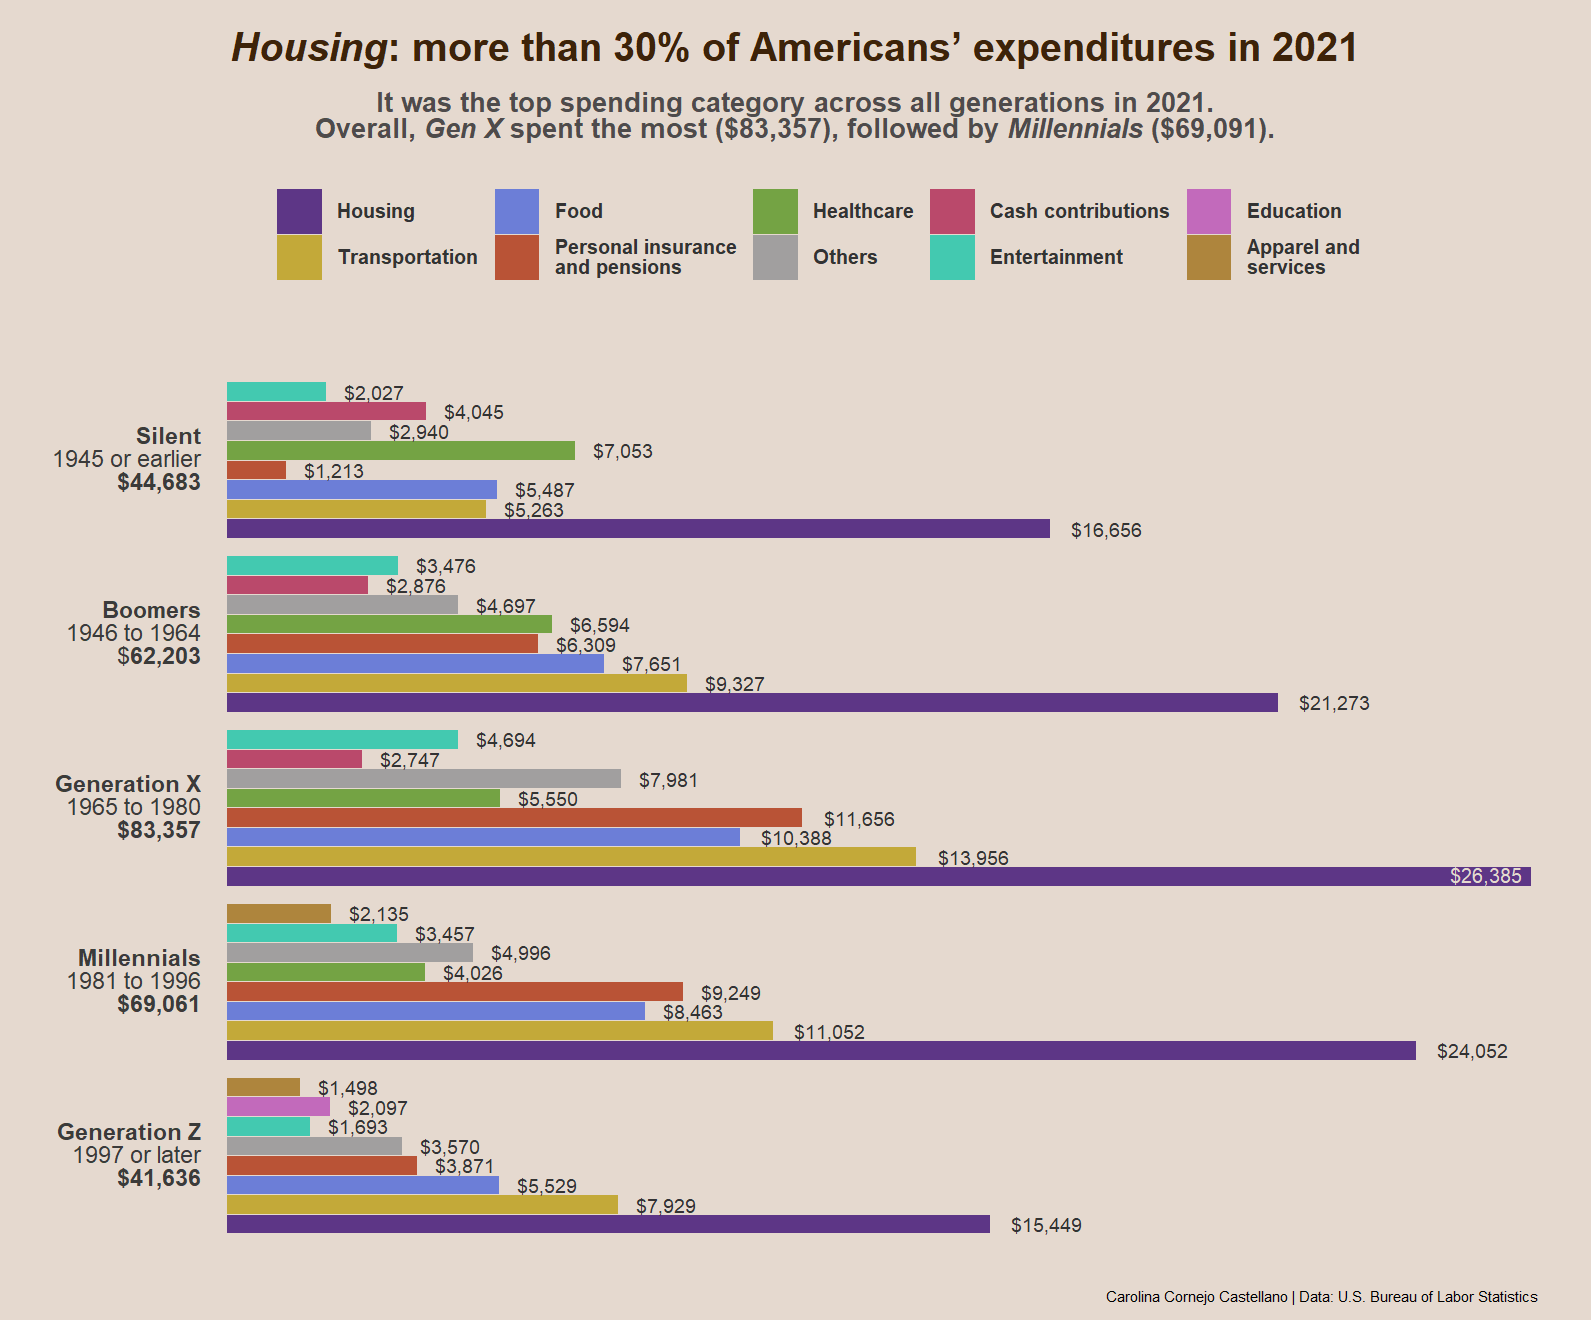 Housing: more than 30% of Americans’ expenditures in 2021
It was the top spending category across all generations in 2021.
Overall, Gen X spent the most ($83,357), followed by Millennials ($69,091).
Housing
Food
Healthcare
Cash contributions
Education
Transportation
Personal insurance
and pensions
Others
Entertainment
Apparel and
services
Silent
1945 or earlier
$44,683
$2,027
$4,045
$2,940
$7,053
$1,213
$5,487
$5,263
$16,656
Boomers
1946 to 1964
$62,203
$3,476
$2,876
$4,697
$6,594
$6,309
$7,651
$9,327
$21,273
Generation X
1965 to 1980
$83,357
$4,694
$2,747
$7,981
$5,550
$11,656
$10,388
$13,956
$26,385
Millennials
1981 to 1996
$69,061
$2,135
$3,457
$4,996
$4,026
$9,249
$8,463
$11,052
$24,052
Generation Z
1997 or later
$41,636
$1,498
$2,097
$1,693
$3,570
$3,871
$5,529
$7,929
$15,449
Carolina Cornejo Castellano | Data: U.S. Bureau of Labor Statistics